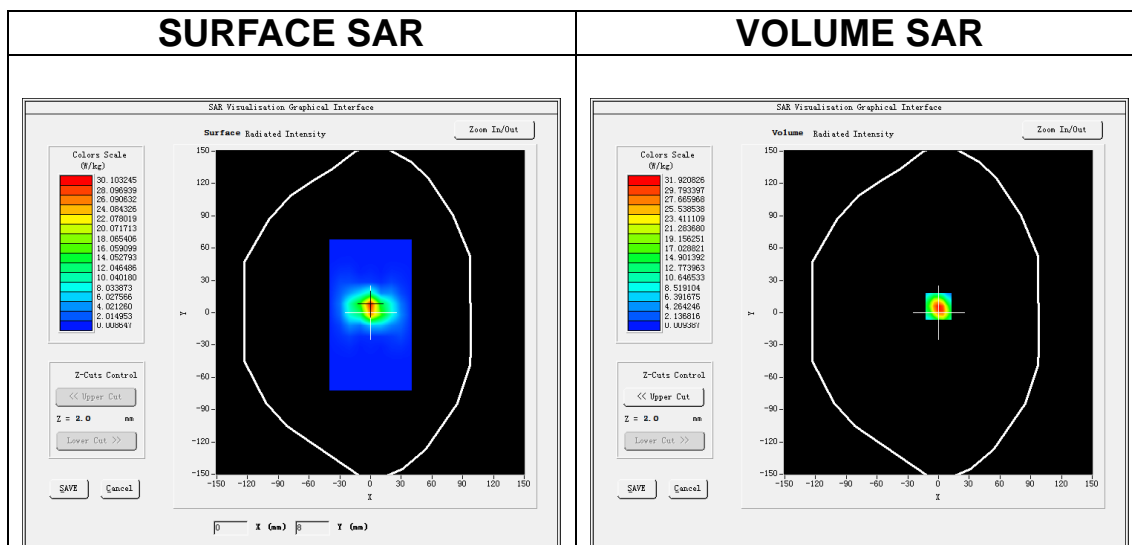 SURFACE SAR
VOLUME SAR
SAR Visualisation Graphical Interface
Surface Radiated Intensity
Zoom In/Out
Colors Scale
(W/kg)
30.103245
28.096939
26.090632
24.084326
22.078019
20.071713
18.065406
16.059099
14.052793
12.046486
10.040180
8.033873
6.027566
4.021260
2.014953
0.008647
Z-Cuts Control
<< Upper Cut
Z = 2.0 mm
Lower Cut >>
SAVE Cancel
150
120
90
60
30
0
-30
-60
-90
-120
-150
Y
-150 -120 -90 -60 -30 0 30 60 90 120 150
X
0 X (mm) 8 Y (mm)
SAR Visualisation Graphical Interface
Volume Radiated Intensity
Zoom In/Out
Colors Scale
(W/kg)
31.920826
29.793397
27.665968
25.538538
23.411109
21.283680
19.156251
17.028821
14.901392
12.773963
10.646533
8.519104
6.391675
4.264246
2.136816
0.009387
Z-Cuts Control
<< Upper Cut
Z = 2.0 mm
Lower Cut >>
SAVE Cancel
150
120
90
60
30
0
-30
-60
-90
-120
-150
Y
-150 -120 -90 -60 -30 0 30 60 90 120 150
X